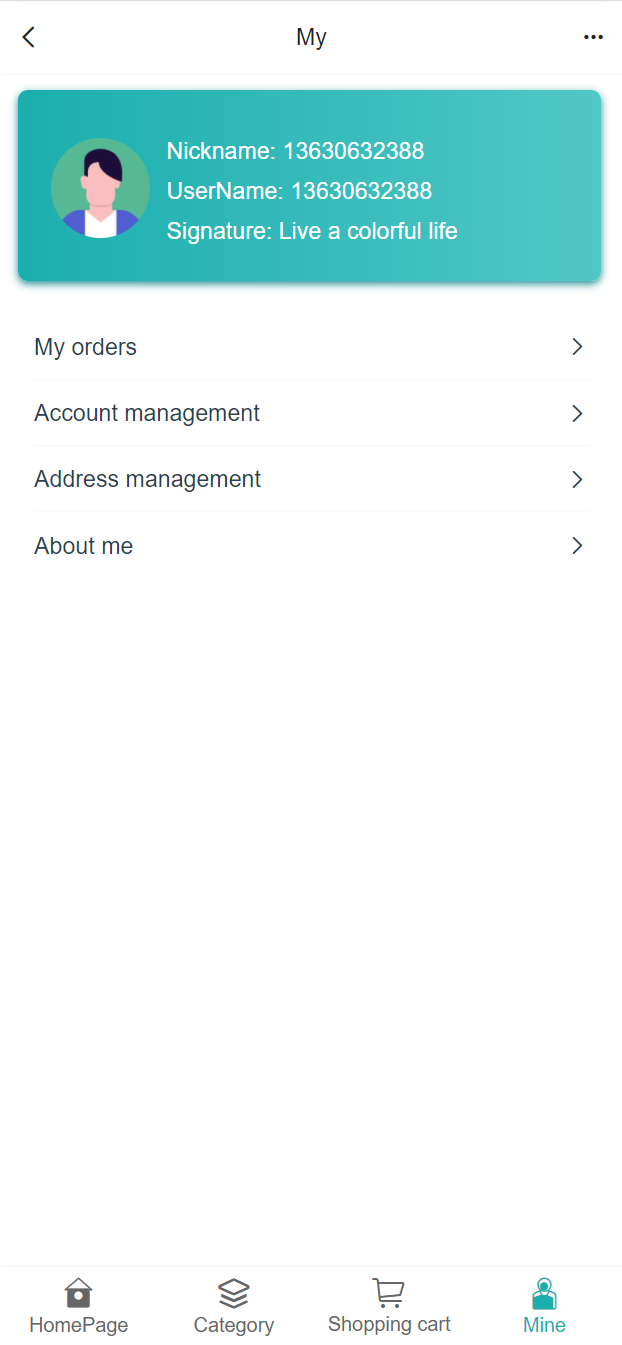 My
Nickname: 13630632388
UserName: 13630632388
Signature: Live a colorful life
My orders
Account management
Address management
About me
HomePage
Category
Shopping cart
Mine